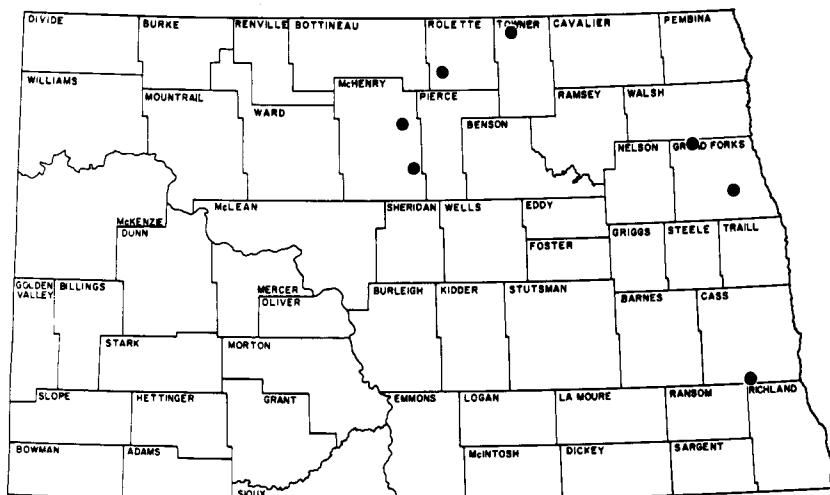 DIVIDE
BURKE
RENVILLE
BOTTINEAU
ROLETTE
TOWNER
CAVALIER
PEMBINA
WILLIAMS
MOUNTRAIL
WARD
McHENRY
PIERCE
BENSON
RAMSEY
WALSH
NELSON
GRAND FORKS
McKENZIE
DUNN
McLEAN
SHERIDAN
WELLS
EDDY
FOSTER
GRIGGS
STEELE
TRAILL
GOLDEN
VALLEY
BILLINGS
MERCER
OLIVER
BURLEIGH
KIDDER
STUTSMAN
BARNES
CASS
STARK
MORTON
SLOPE
HETTINGER
GRANT
EMMONS
LOGAN
LA MOURE
RANSOM
RICHLAND
BOWMAN
ADAMS
SIOUX
McINTOSH
DICKEY
SARGENT